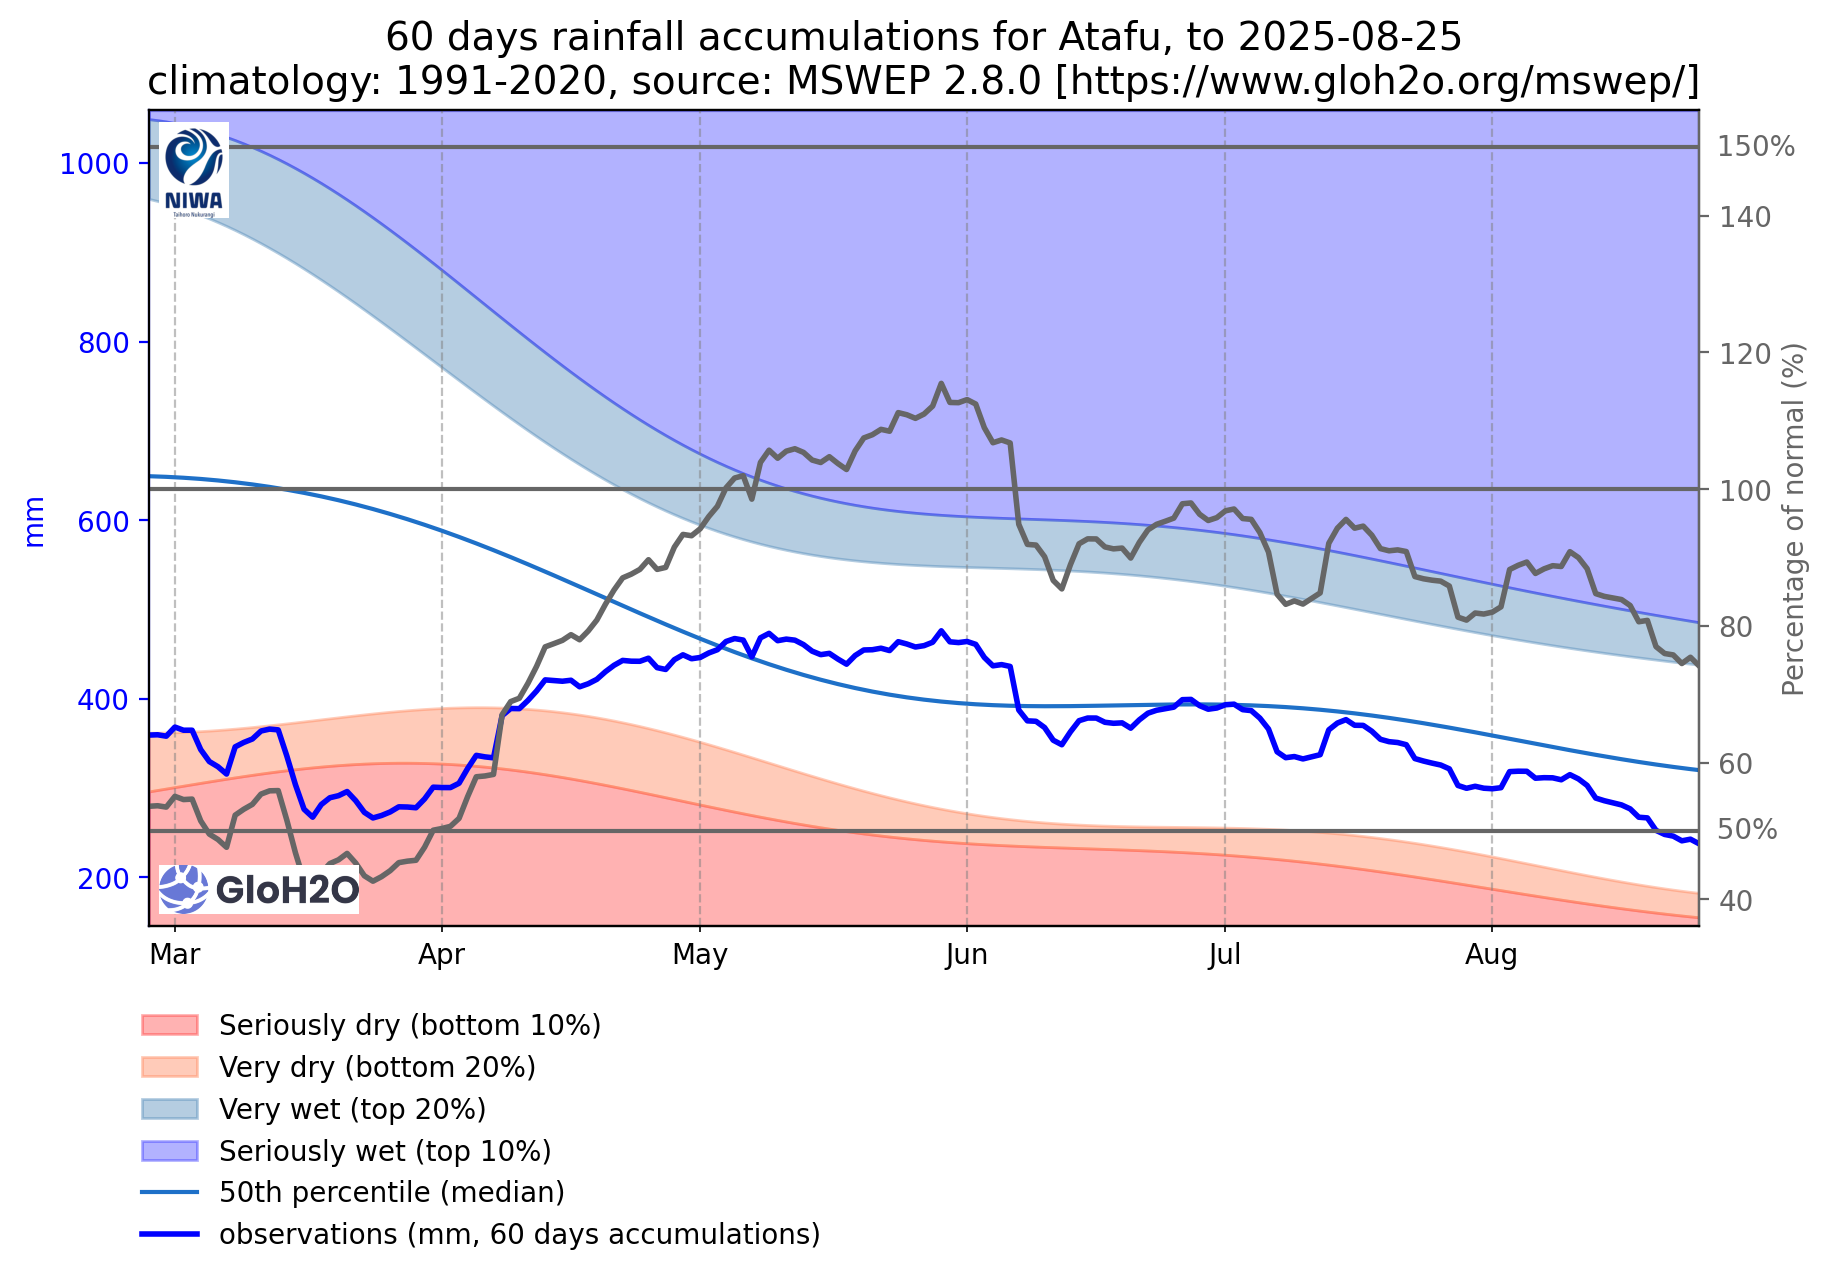 60 days rainfall accumulations for Atafu, to 2025-08-25
climatology: 1991-2020, source: MSWEP 2.8.0 [https://www.gloh2o.org/mswep/]
NIWA
Taihoro Nukurangi
1000
800
600
400
200
mm
150%
140
120
100
80
60
50%
40
Percentage of normal (%)
GloH2O
Mar
Apr
May
Jun
Jul
Aug
Seriously dry (bottom 10%)
Very dry (bottom 20%)
Very wet (top 20%)
Seriously wet (top 10%)
50th percentile (median)
observations (mm, 60 days accumulations)